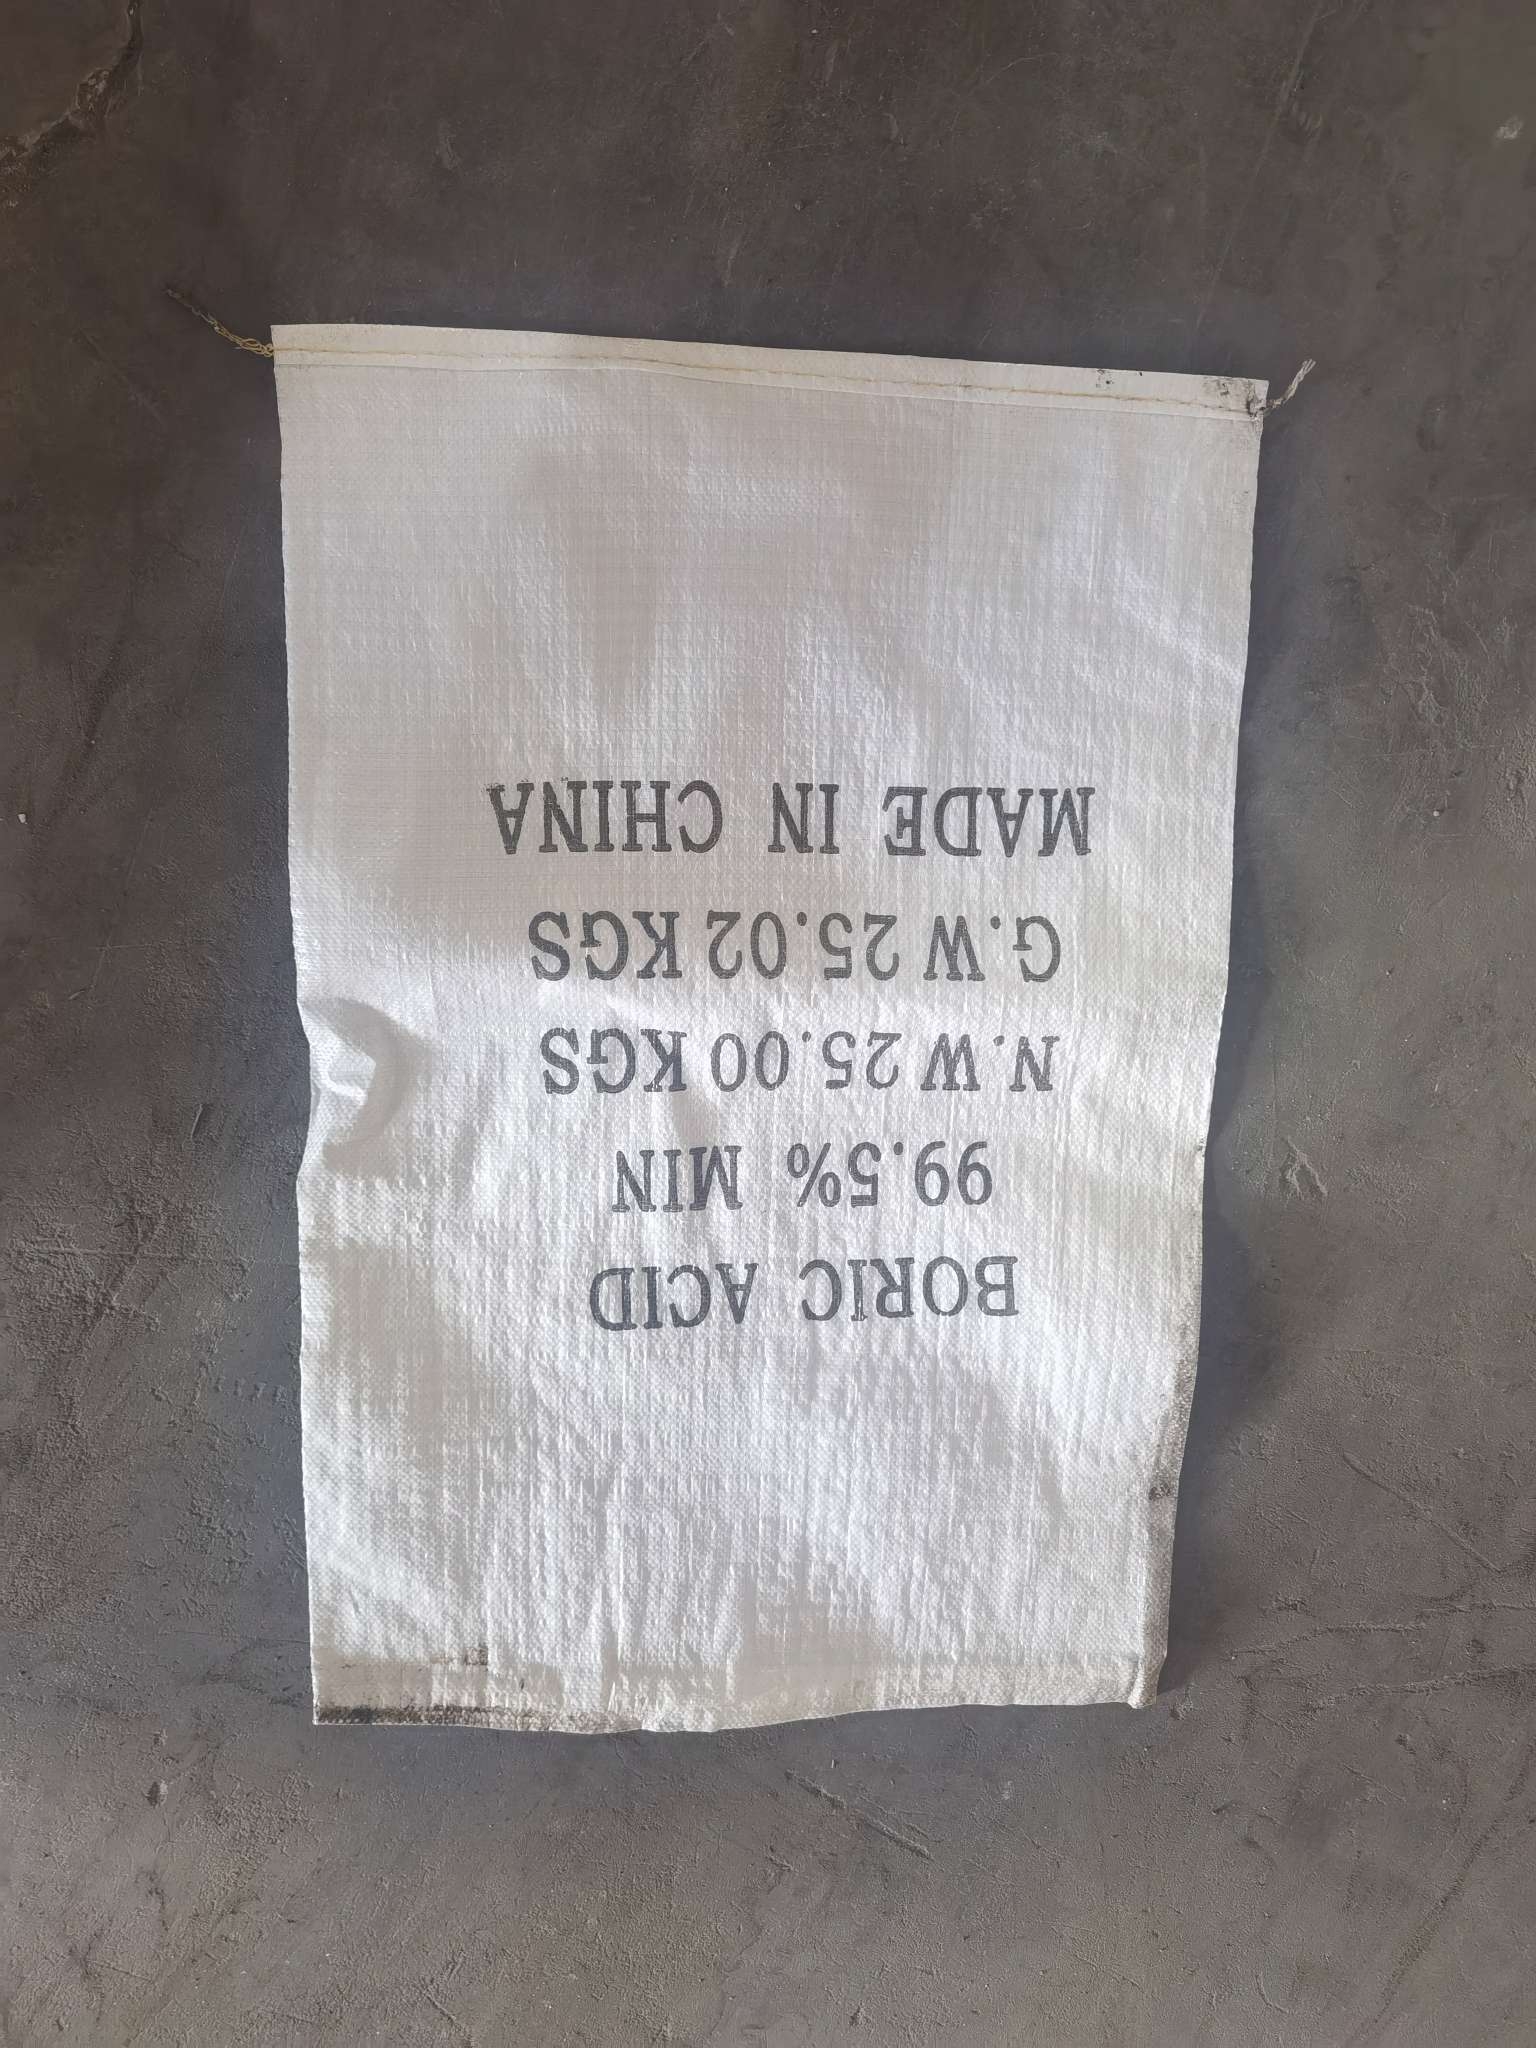 BORIC ACID
99.5% MIN
N.W 25.00 KGS
G.W 25.02 KGS
MADE IN CHINA